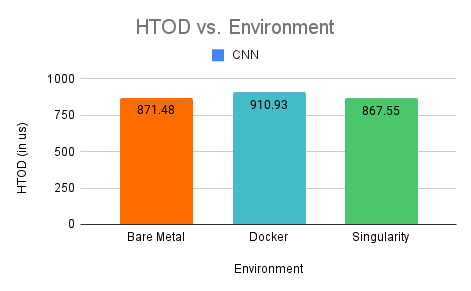 HTOD vs. Environment
CNN
HTOD (in us)
1000
750
500
250
0
871.48
910.93
867.55
Bare Metal
Docker
Singularity
Environment